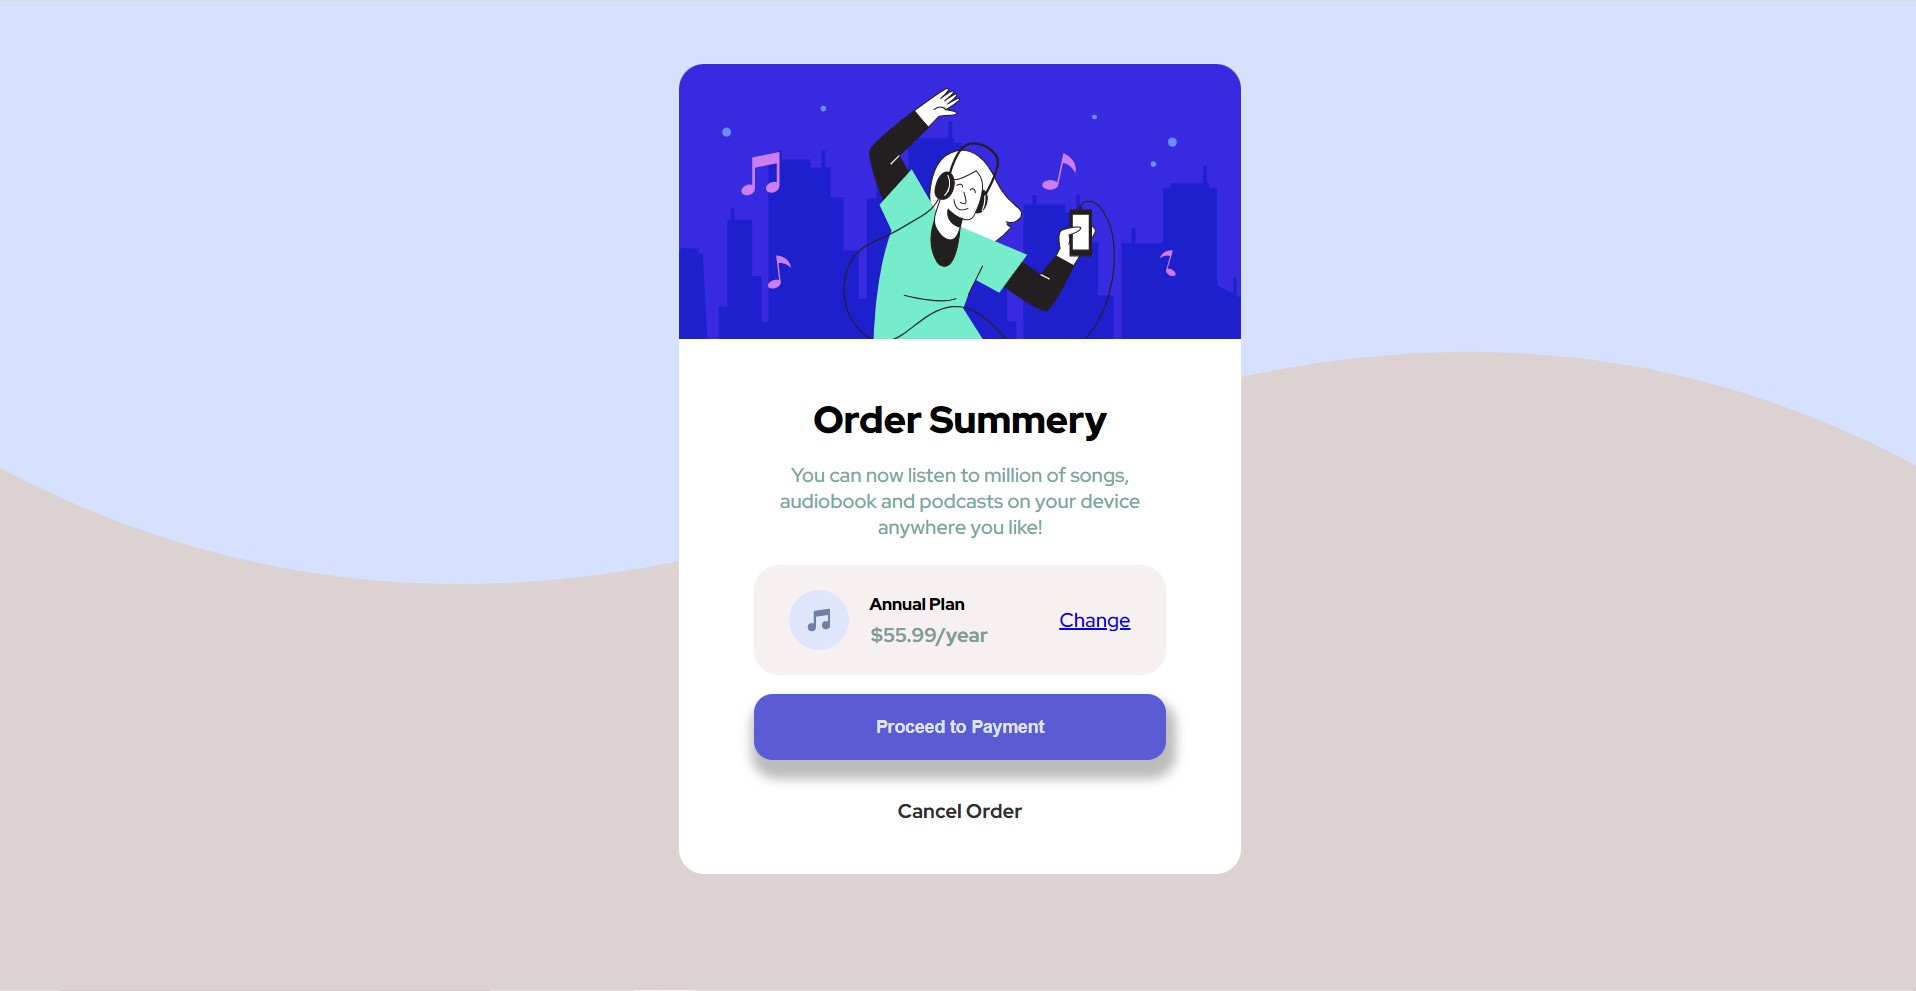 Order Summery
You can now listen to million of songs,
audiobook and podcasts on your device
anywhere you like!
Annual Plan
$55.99/year
Change
Proceed to Payment
Cancel Order